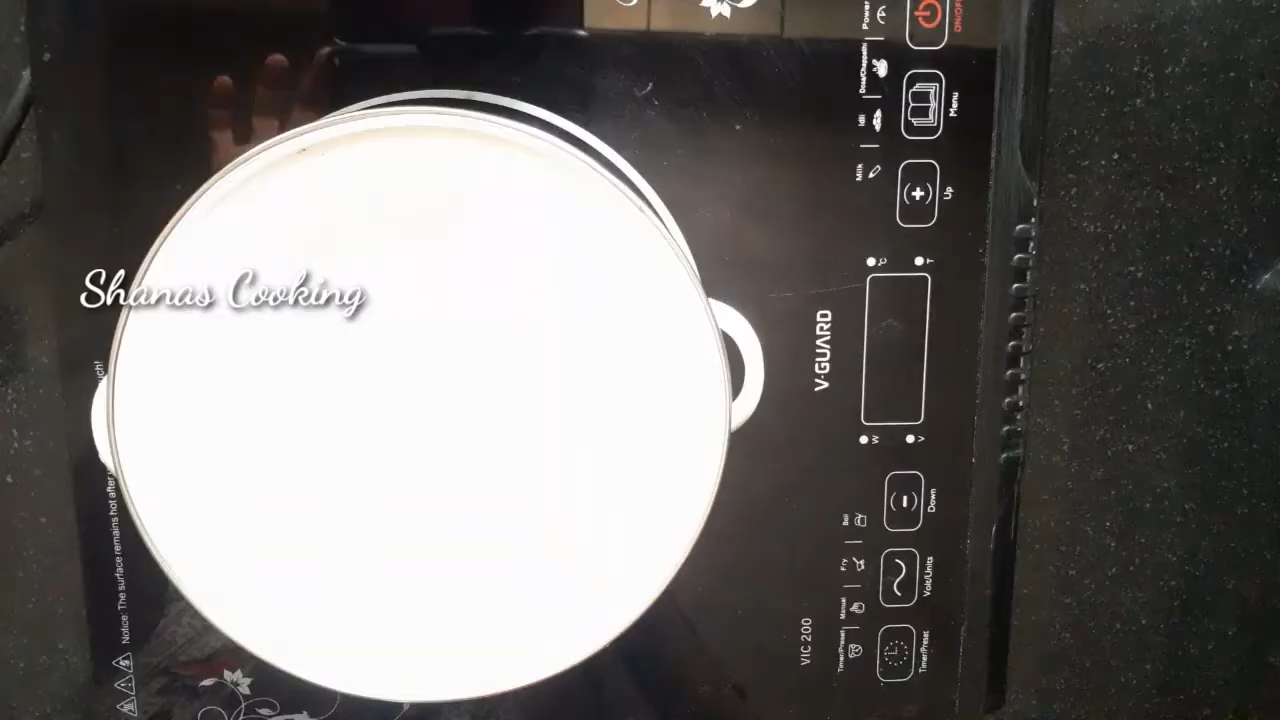 Shanas Cooking
Notice: The surface remains hot after
uch!
V-GUARD
VIC 200
Power
Dosa/Chappathi
Idli
Milk
ON/OFF
Menu
Up
°C
T
W
V
Down
Volt/Units
Timer/Preset
Boil
Fry
Manual
Timer/Preset